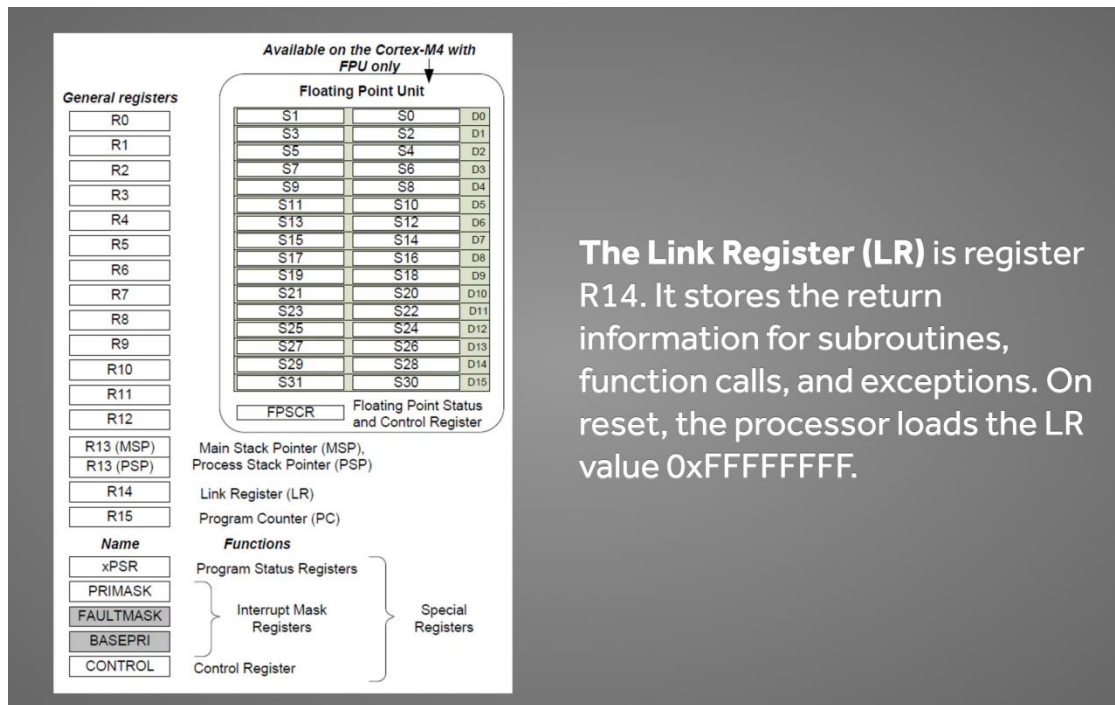 Available on the Cortex-M4 with
FPU only
General registers
Floating Point Unit
R0
R1
R2
R3
R4
R5
R6
R7
R8
R9
R10
R11
R12
S1 S0 D0
S3 S2 D1
S5 S4 D2
S7 S6 D3
S9 S8 D4
S11 S10 D5
S13 S12 D6
S15 S14 D7
S17 S16 D8
S19 S18 D9
S21 S20 D10
S23 S22 D11
S25 S24 D12
S27 S26 D13
S29 S28 D14
S31 S30 D15
FPSCR
Floating Point Status
and Control Register
R13 (MSP)
R13 (PSP)
Main Stack Pointer (MSP),
Process Stack Pointer (PSP)
R14 Link Register (LR)
R15 Program Counter (PC)
Name Functions
xPSR Program Status Registers
PRIMASK
FAULTMASK
BASEPRI
Interrupt Mask
Registers
Special
Registers
CONTROL Control Register
The Link Register (LR) is register
R14. It stores the return
information for subroutines,
function calls, and exceptions. On
reset, the processor loads the LR
value 0xFFFFFFFF.